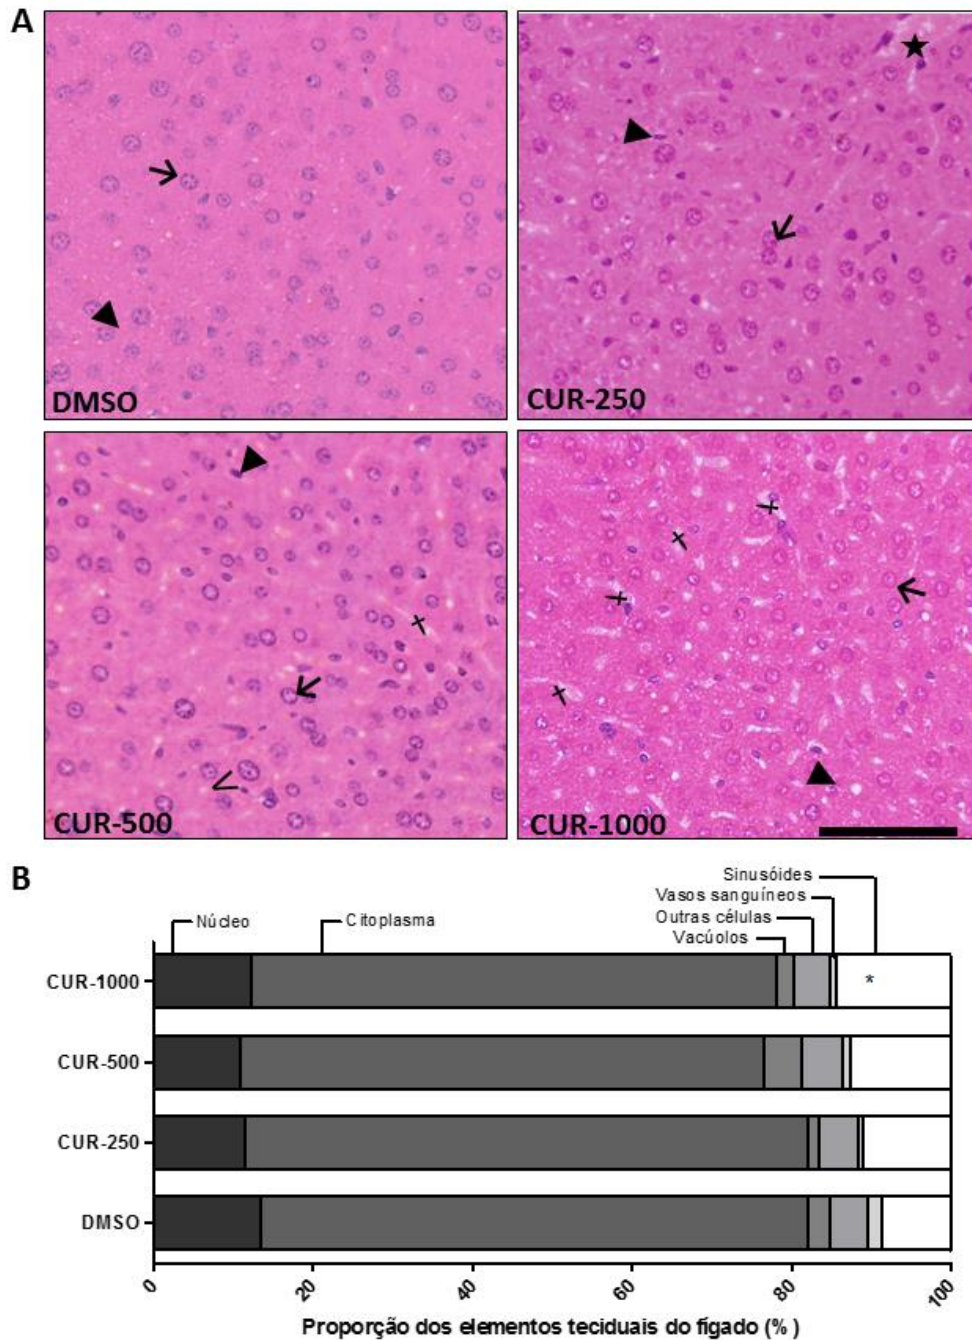 A
DMSO
CUR-250
CUR-500
CUR-1000
B
Sinusóides
Vasos sanguíneos
Outras células
Vacúolos
Núcleo
Citoplasma
CUR-1000
*
CUR-500
CUR-250
DMSO
0 20 40 60 80 100
Proporção dos elementos teciduais do fígado (%)